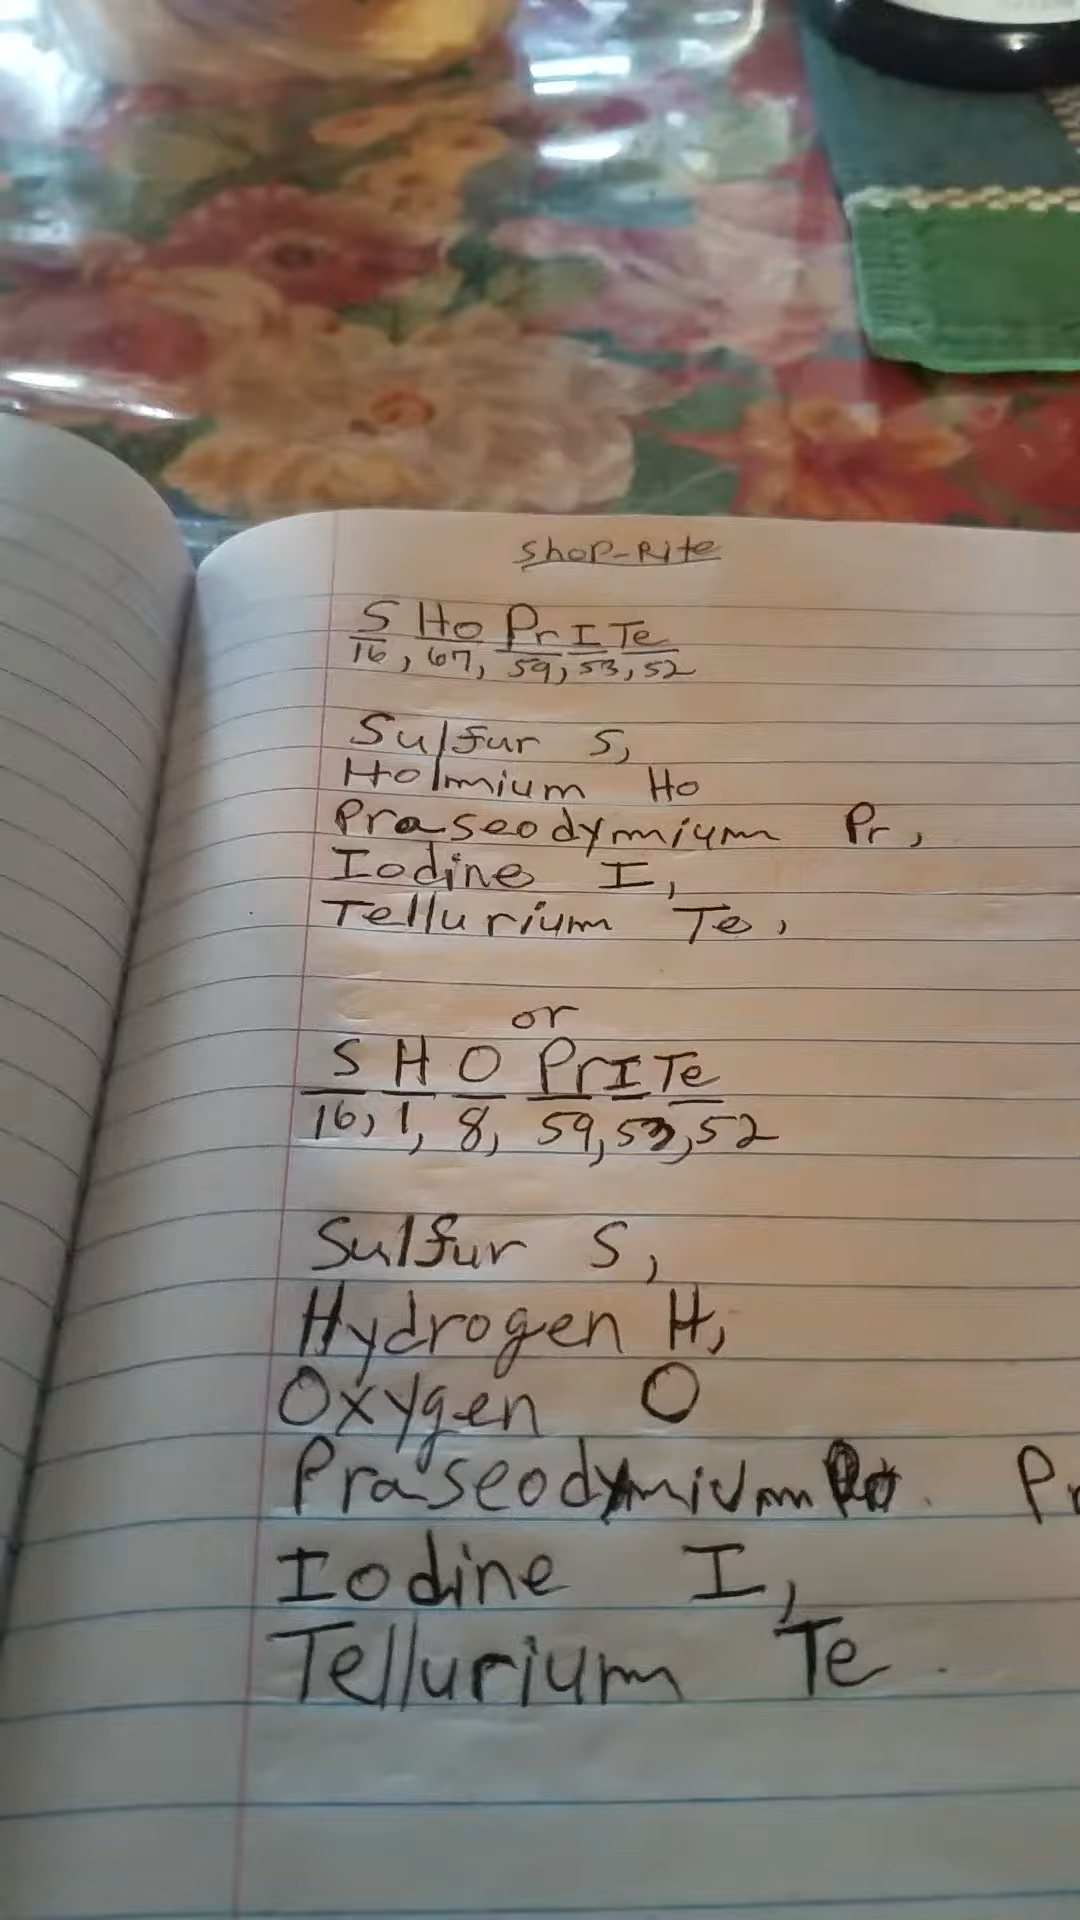 Shop-Rite
S Ho Pr I Te
16, 67, 59, 53, 52
Sulfur S,
Holmium Ho
Praseodymium Pr,
Iodine I,
Tellurium Te,
or
S H O Pr I Te
16, 1, 8, 59, 53, 52
Sulfur S,
Hydrogen H,
Oxygen O
Praseodymium Pr
Iodine I,
Tellurium Te.